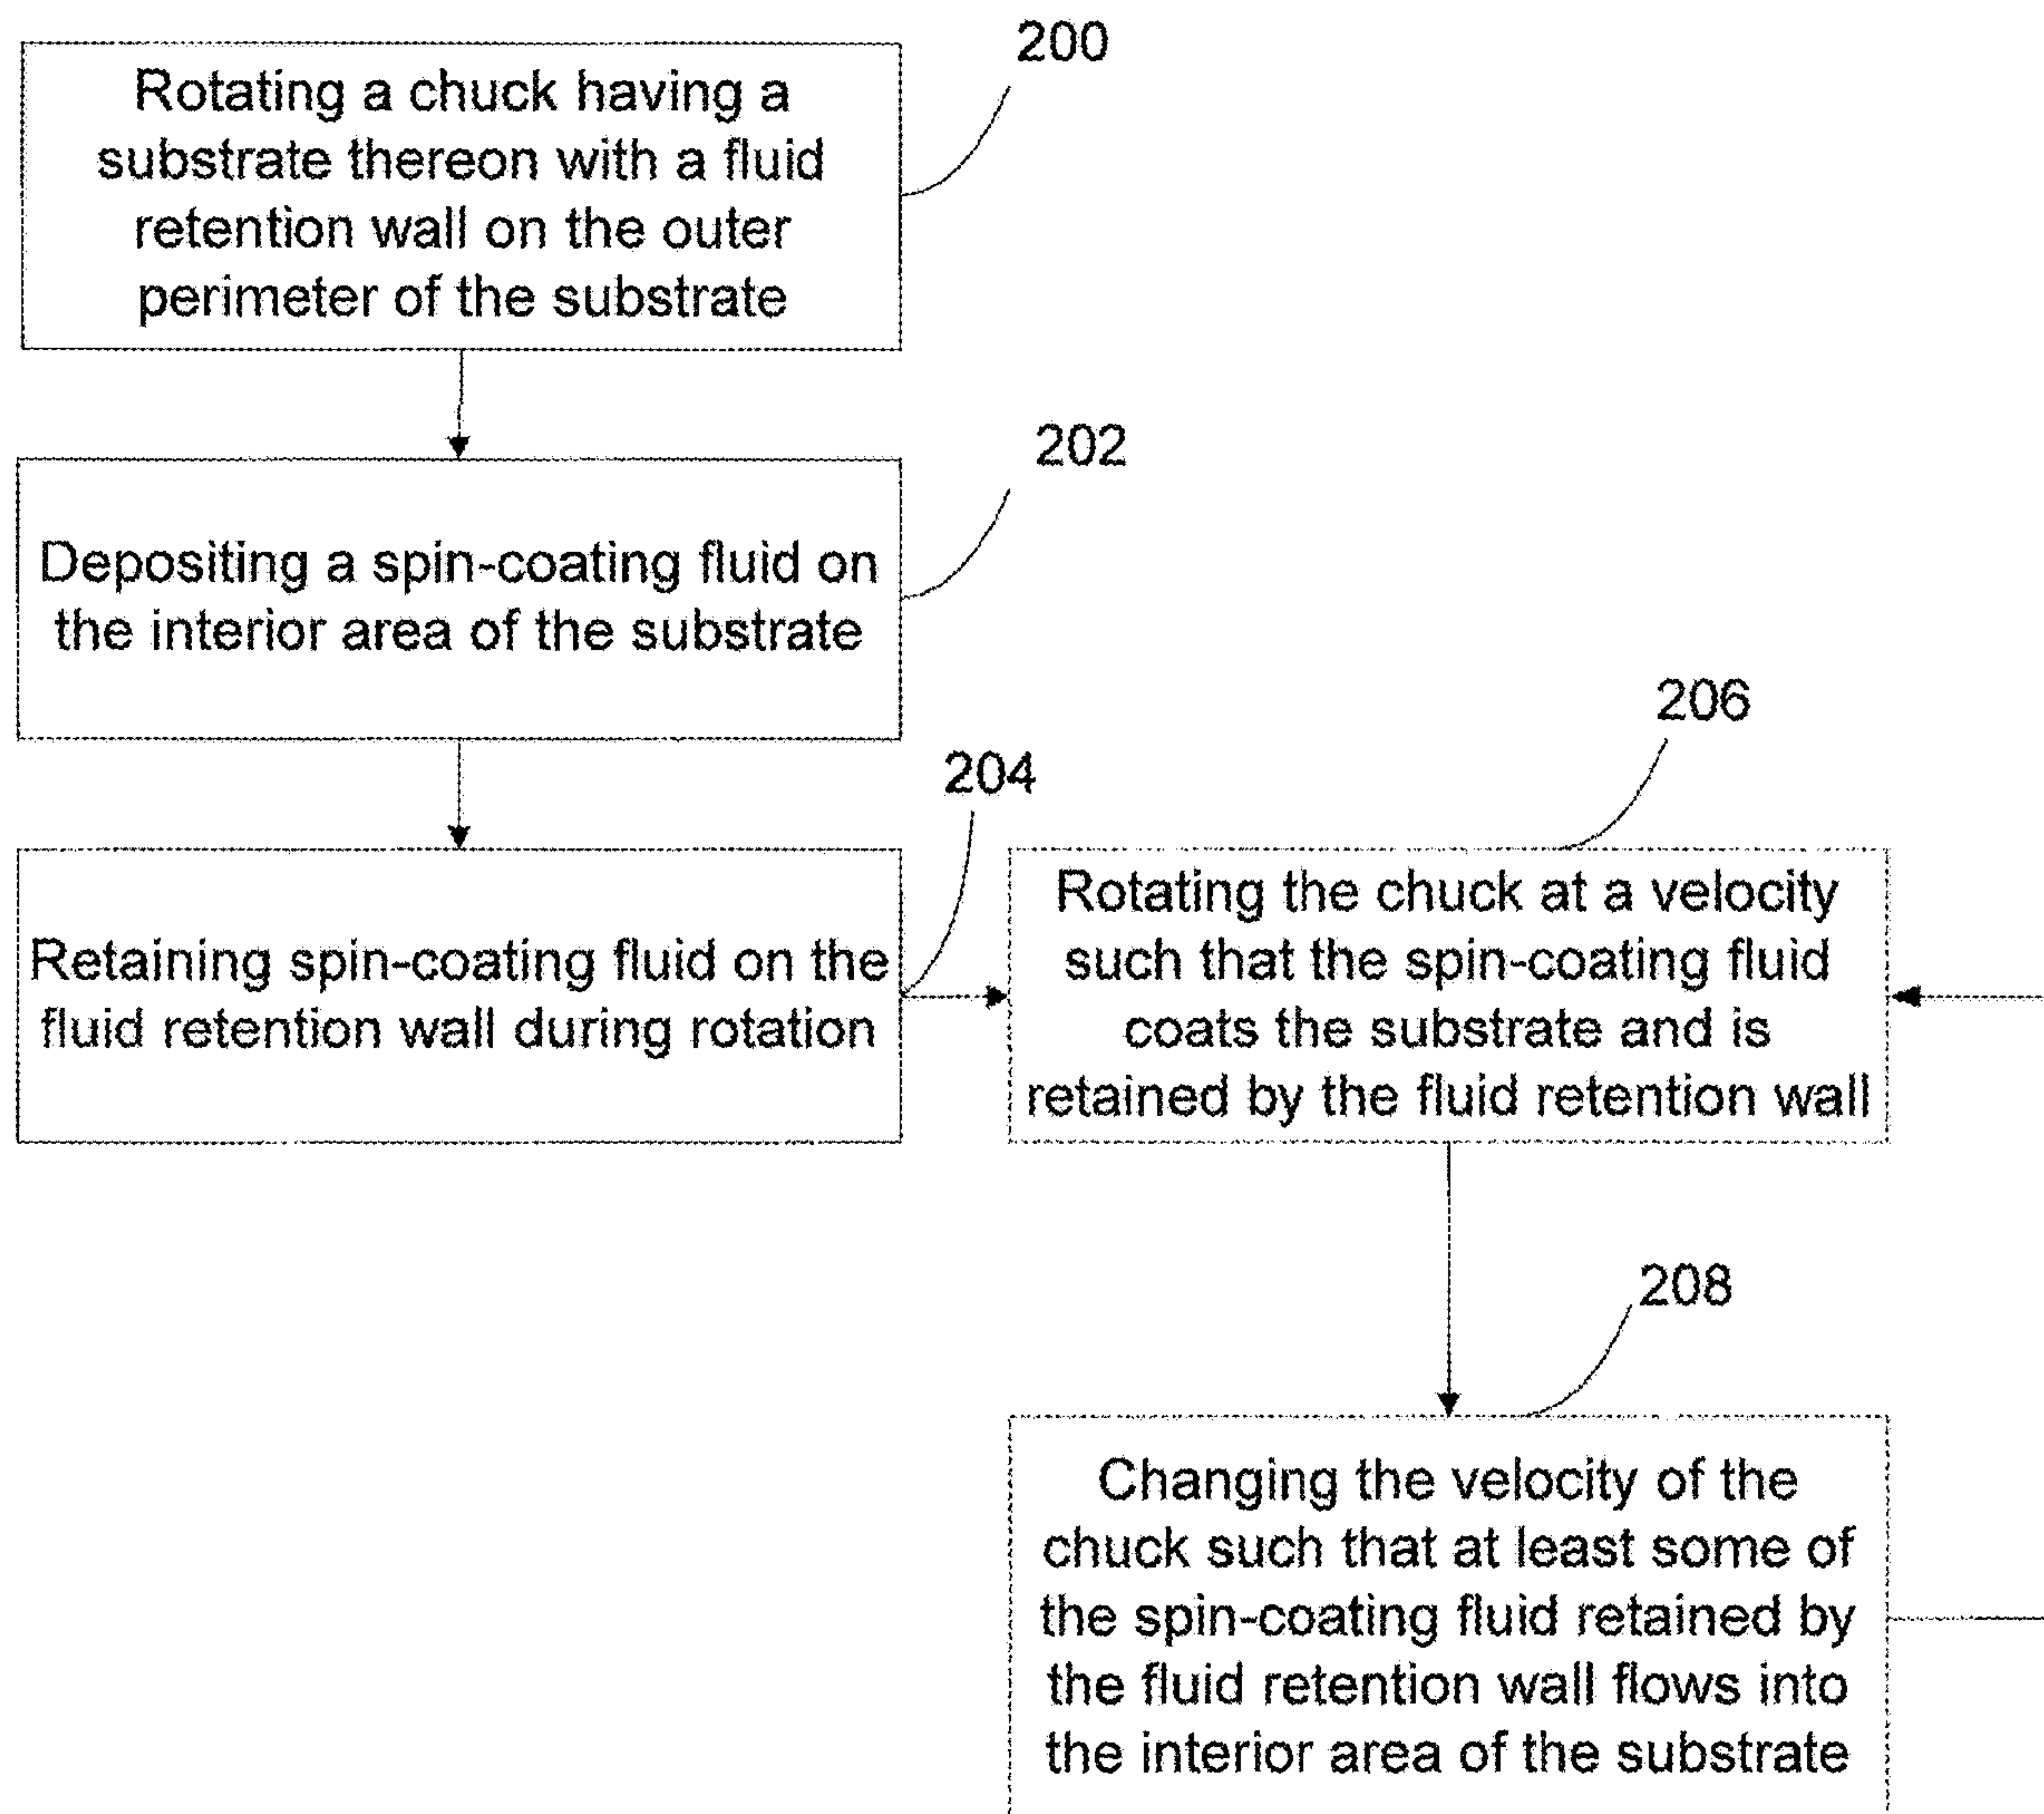 200
Rotating a chuck having a
substrate thereon with a fluid
retention wall on the outer
perimeter of the substrate
202
Depositing a spin-coating fluid on
the interior area of the substrate
204
Retaining spin-coating fluid on the
fluid retention wall during rotation
206
Rotating the chuck at a velocity
such that the spin-coating fluid
coats the substrate and is
retained by the fluid retention wall
208
Changing the velocity of the
chuck such that at least some of
the spin-coating fluid retained by
the fluid retention wall flows into
the interior area of the substrate